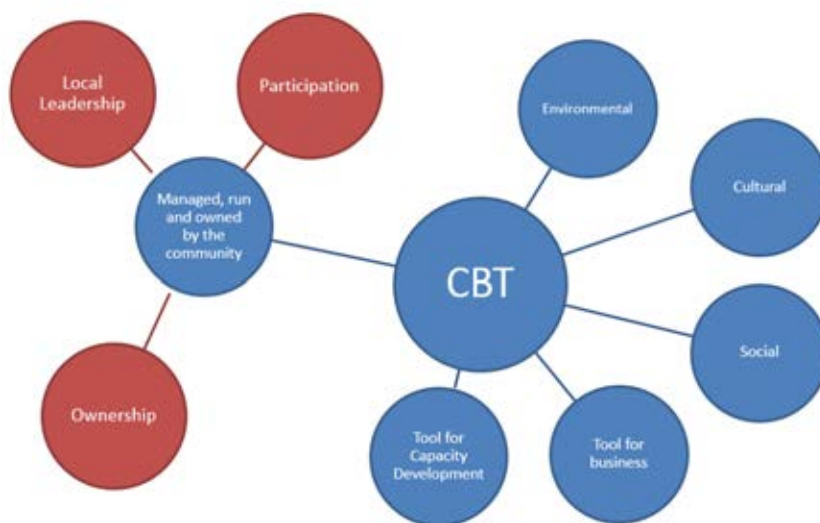 Local
Leadership
Participation
Managed, run
and owned
by the
community
Ownership
CBT
Environmental
Cultural
Social
Tool for
business
Tool for
Capacity
Development